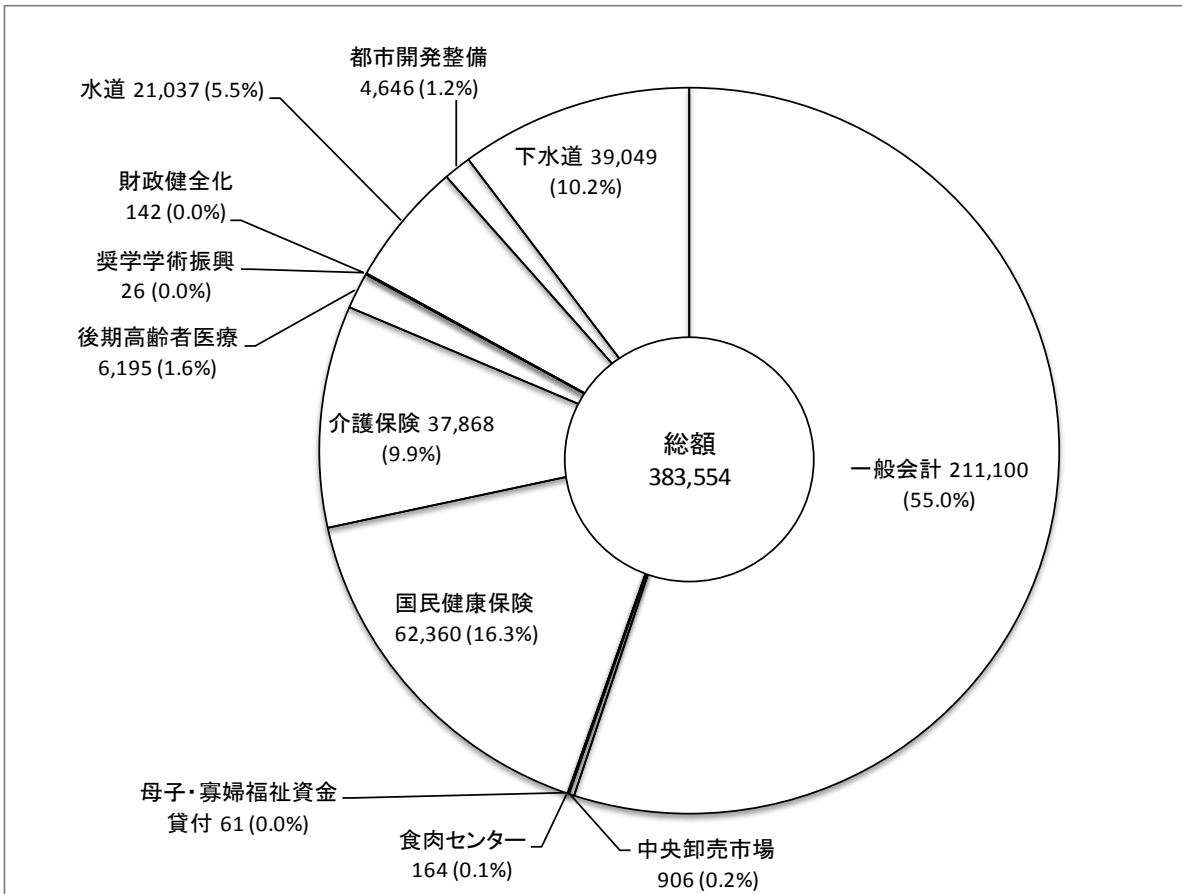 都市開発整備
4,646 (1.2%)
水道 21,037 (5.5%)
下水道 39,049
(10.2%)
財政健全化
142 (0.0%)
奨学学術振興
26 (0.0%)
後期高齢者医療
6,195 (1.6%)
介護保険 37,868
(9.9%)
総額
383,554
一般会計 211,100
(55.0%)
国民健康保険
62,360 (16.3%)
母子・寡婦福祉資金
貸付 61 (0.0%)
食肉センター
164 (0.1%)
中央卸売市場
906 (0.2%)